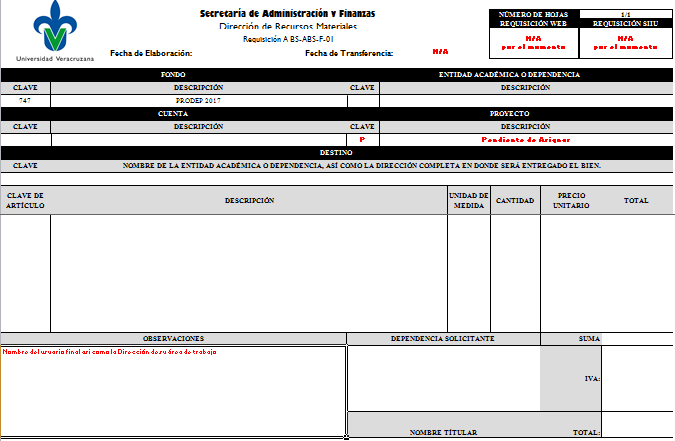 Universidad Veracruzana
Secretaría de Administración y Finanzas
Dirección de Recursos Materiales
Requisición ABS-ABS-F-01
Fecha de Elaboración:
Fecha de Transferencia: N/A
NÚMERO DE HOJAS 1/1
REQUISICIÓN WEB REQUISICIÓN SIIU
N/A N/A
por el momento por el momento
FONDO ENTIDAD ACADÉMICA O DEPENDENCIA
CLAVE DESCRIPCIÓN CLAVE DESCRIPCIÓN
747 PRODEP 2017
CUENTA PROYECTO
CLAVE DESCRIPCIÓN CLAVE DESCRIPCIÓN
P Pendiente de Asignar
DESTINO
CLAVE NOMBRE DE LA ENTIDAD ACADÉMICA O DEPENDENCIA, ASÍ COMO LA DIRECCIÓN COMPLETA EN DONDE SERÁ ENTREGADO EL BIEN.
CLAVE DE ARTÍCULO DESCRIPCIÓN UNIDAD DE MEDIDA CANTIDAD PRECIO UNITARIO TOTAL
OBSERVACIONES DEPENDENCIA SOLICITANTE SUMA
Nombre del usuario final asi como la Dirección de su área de trabajo
IVA:
NOMBRE TÍTULAR TOTAL: